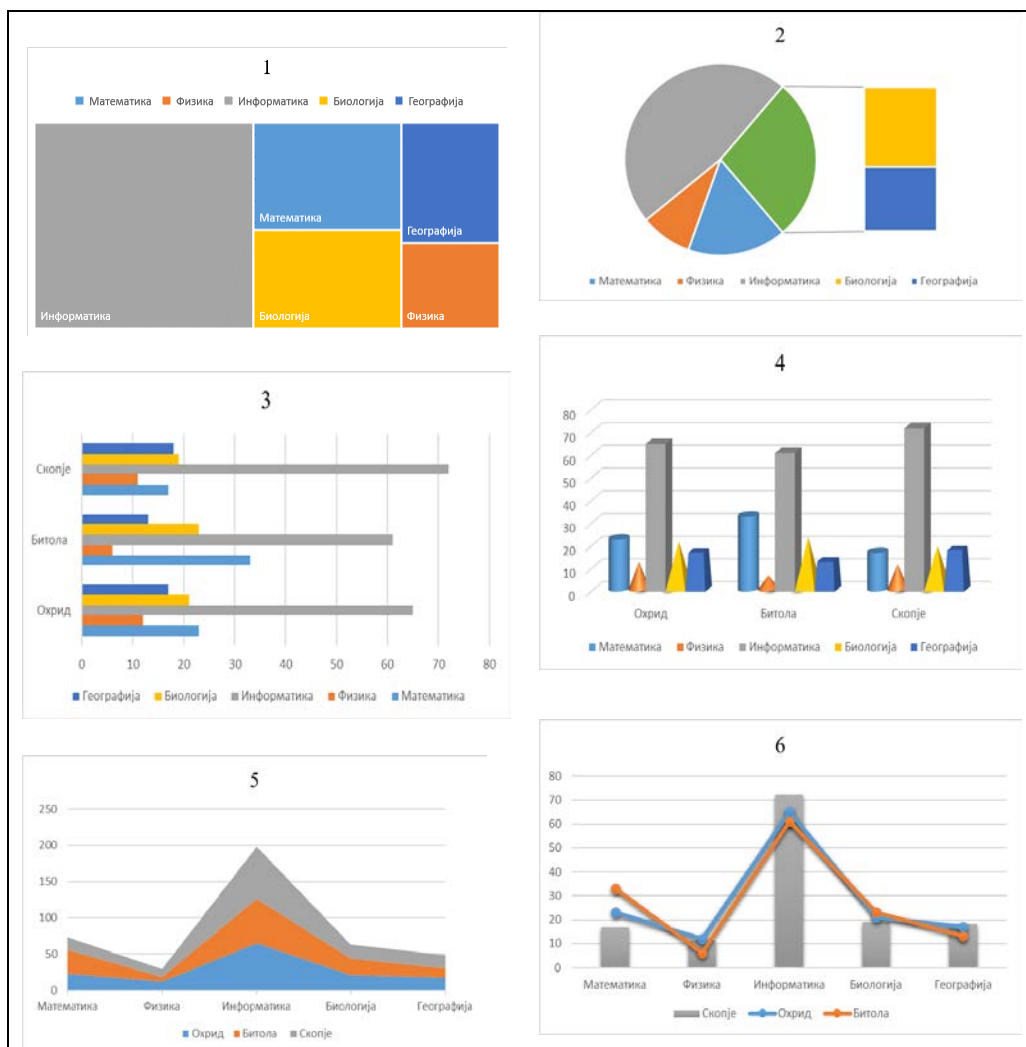 1
Математика Физика Информатика Биологија Географија
Информатика
Математика
Биологија
Географија
Физика
2
Математика Физика Информатика Биологија Географија
3
Скопје
Битола
Охрид
0 10 20 30 40 50 60 70 80
Географија Биологија Информатика Физика Математика
4
80
70
60
50
40
30
20
10
0
Охрид Битола Скопје
Математика Физика Информатика Биологија Географија
5
250
200
150
100
50
0
Математика Физика Информатика Биологија Географија
Охрид Битола Скопје
6
80
70
60
50
40
30
20
10
0
Математика Физика Информатика Биологија Географија
Скопје Охрид Битола